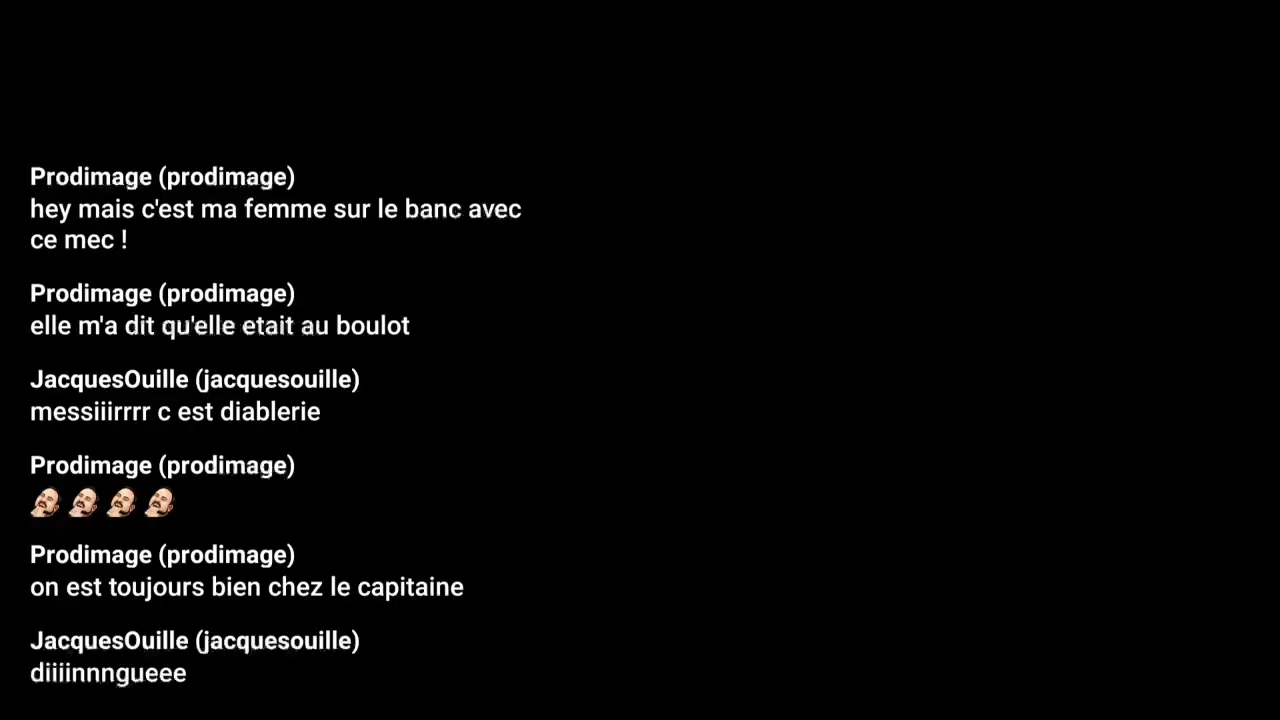 Prodimage (prodimage)
hey mais c'est ma femme sur le banc avec
ce mec !
Prodimage (prodimage)
elle m'a dit qu'elle etait au boulot
JacquesOuille (jacquesouille)
messiiirrrr c est diablerie
Prodimage (prodimage)
Prodimage (prodimage)
on est toujours bien chez le capitaine
JacquesOuille (jacquesouille)
diiiinnngueee